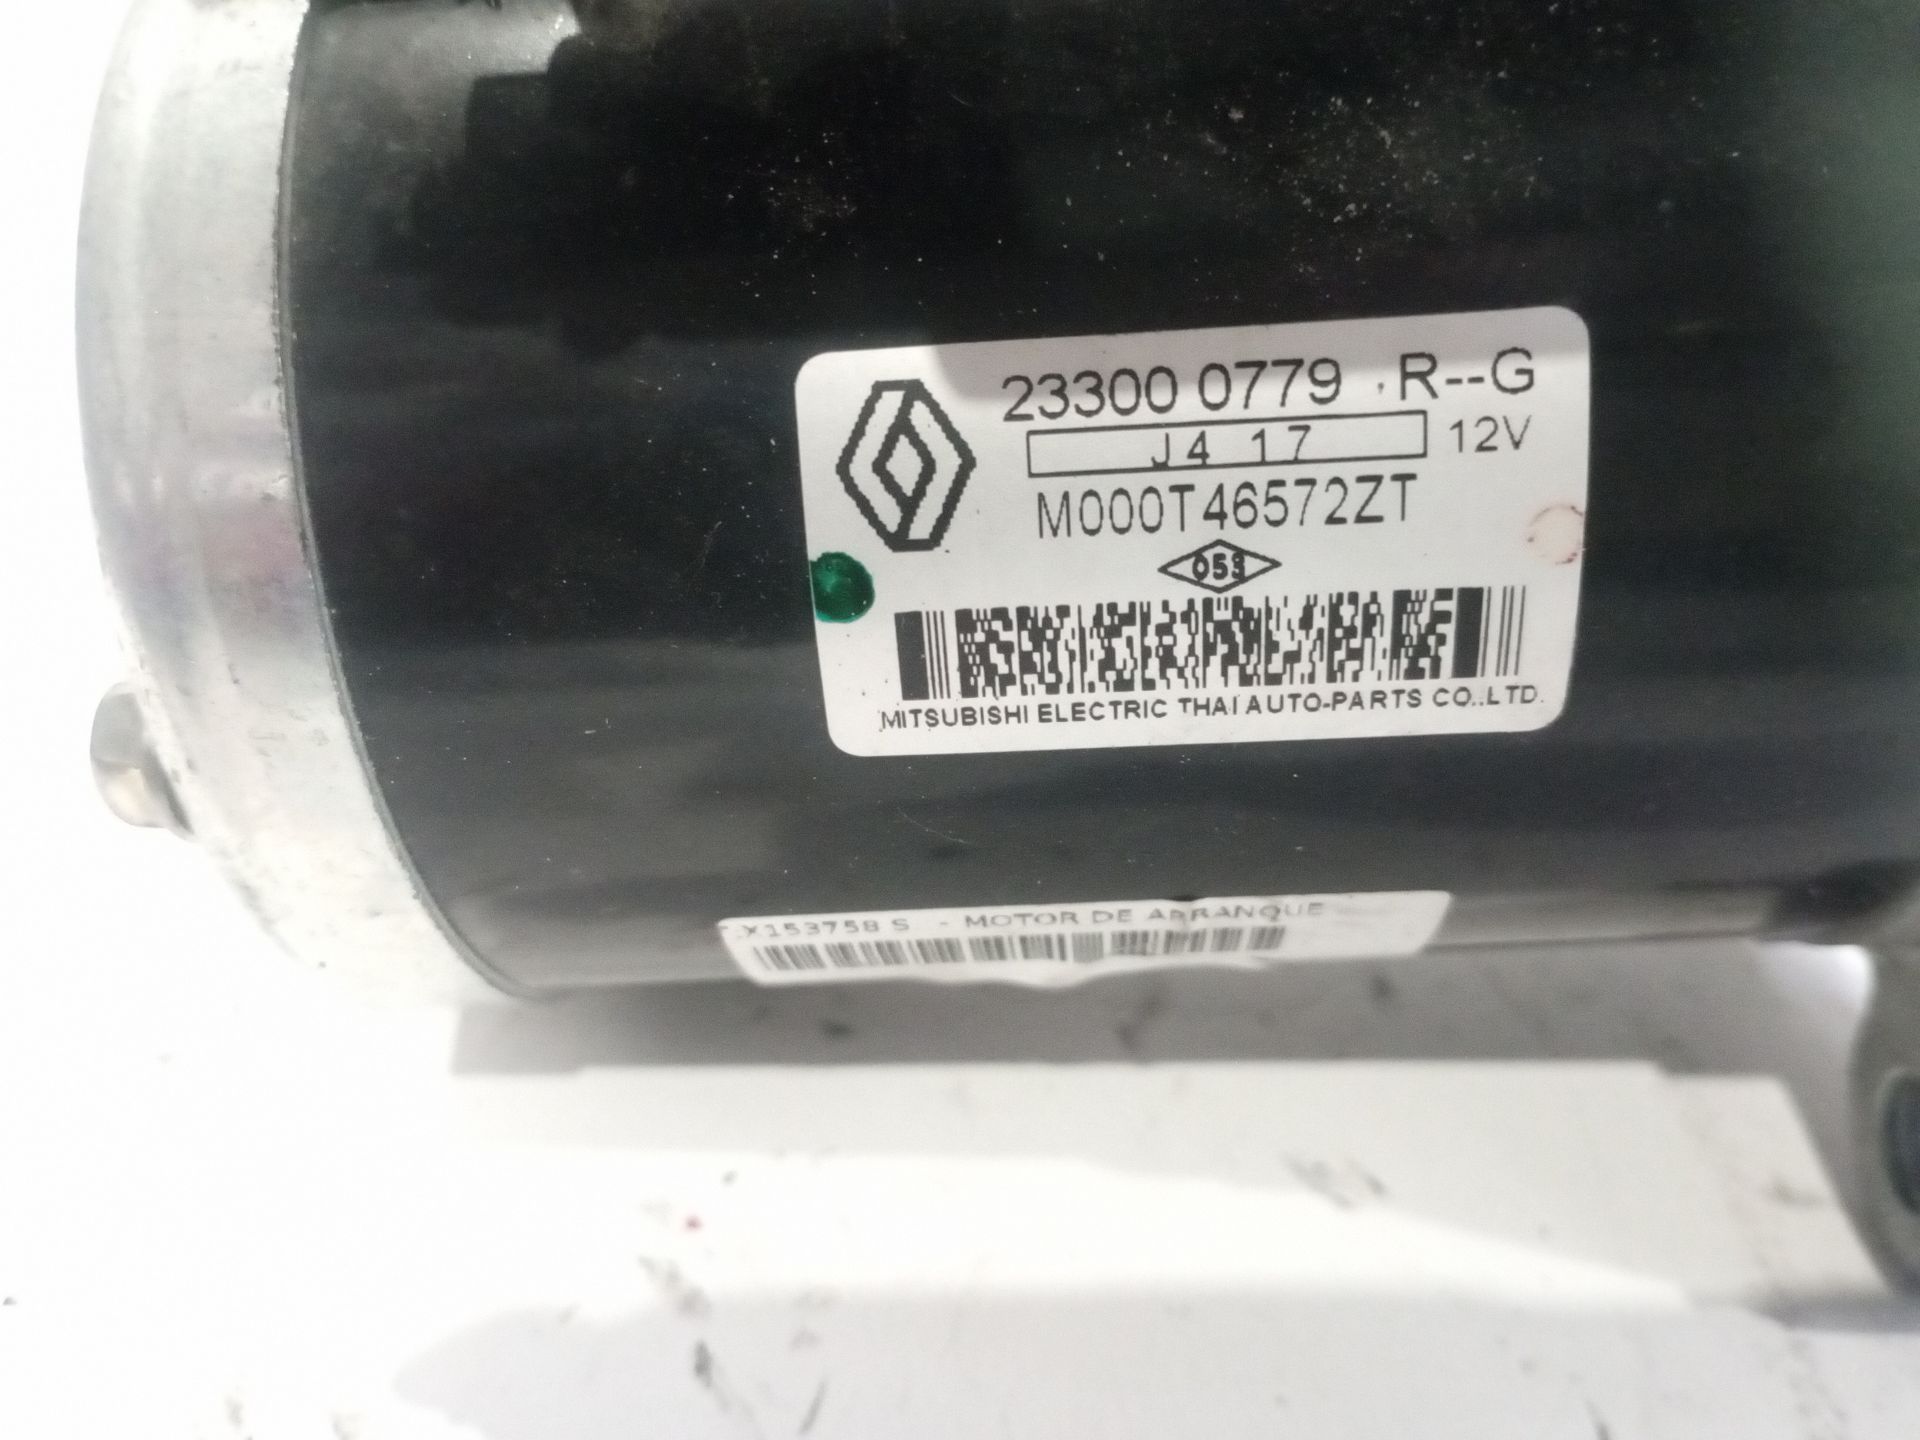 23300 0779 R--G
J4 17 12V
M000T46572ZT
053
MITSUBISHI ELECTRIC THAI AUTO-PARTS CO.,LTD.
X153758 S - MOTOR DE ARRANQUE